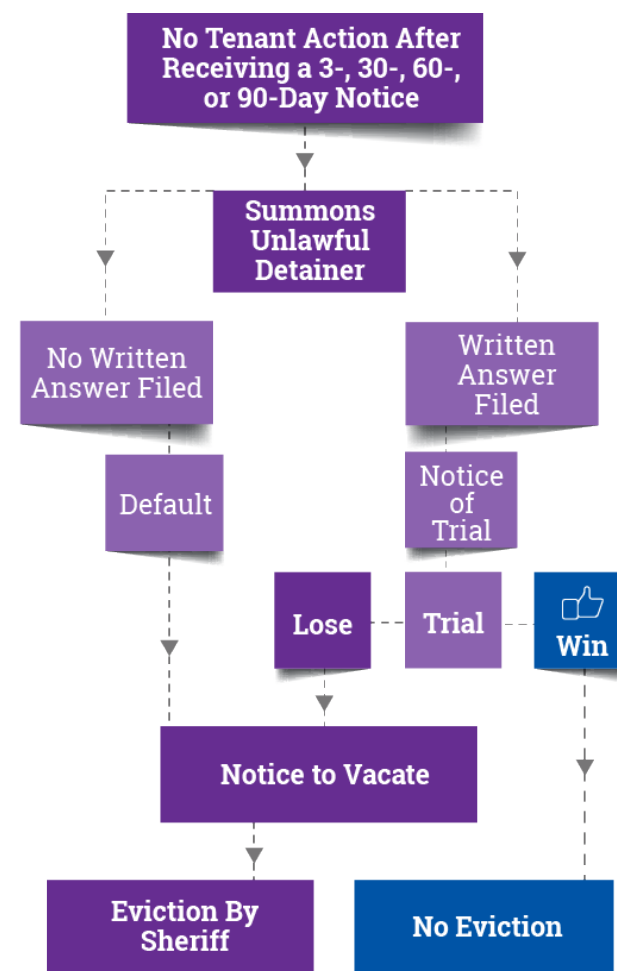 No Tenant Action After
Receiving a 3-, 30-, 60-,
or 90-Day Notice
Summons
Unlawful
Detainer
No Written
Answer Filed
Written
Answer
Filed
Default
Notice
of
Trial
Lose
Trial
Win
Notice to Vacate
Eviction By
Sheriff
No Eviction